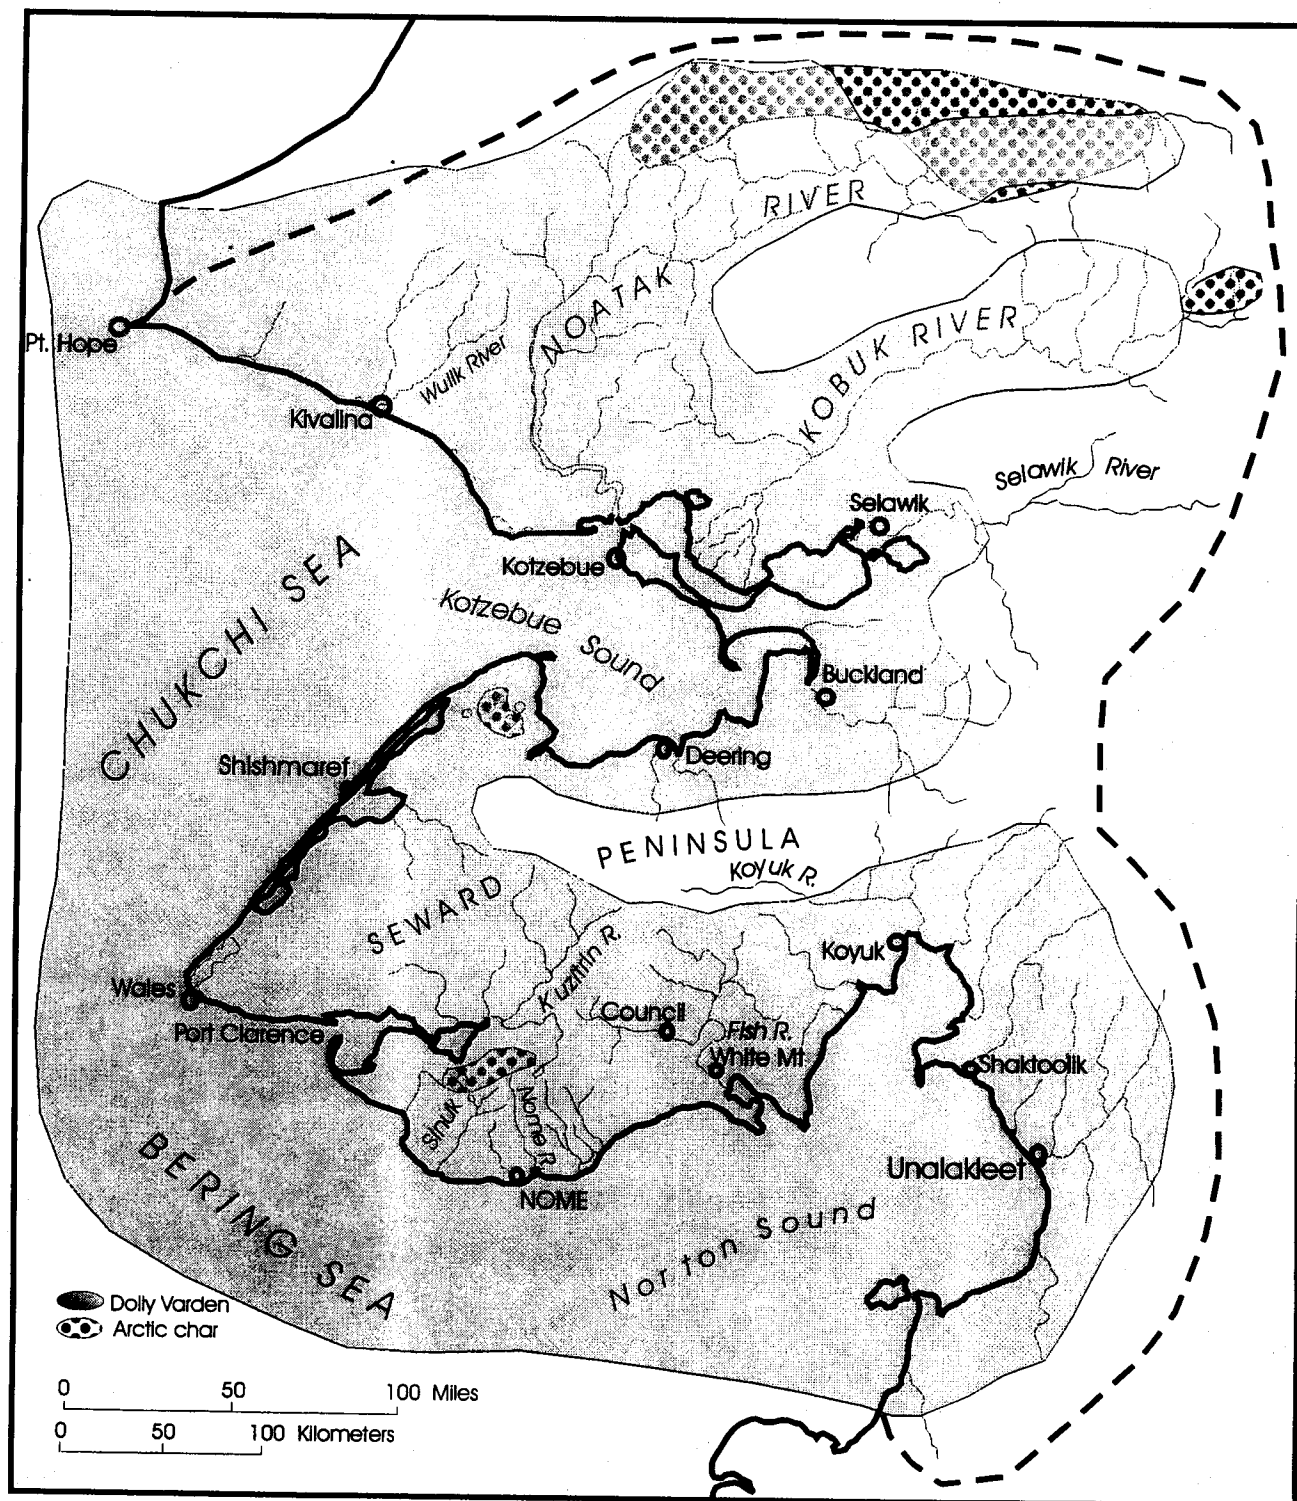 RIVER
NOATAK
KOBUK RIVER
Pt. Hope
Wulik River
Kivalina
Selawik River
Selawik
Kotzebue
Kotzebue Sound
CHUKCHI SEA
Buckland
Shishmaref
Deering
PENINSULA
Koyuk R.
SEWARD
Kuzitrin R.
Koyuk
Wales
Council
Fish R.
Port Clarence
White Mt
Shaktoolik
Sinuk
Nome R.
Unalakleet
NOME
BERING SEA
Norton Sound
Dolly Varden
Arctic char
0 50 100 Miles
0 50 100 Kilometers